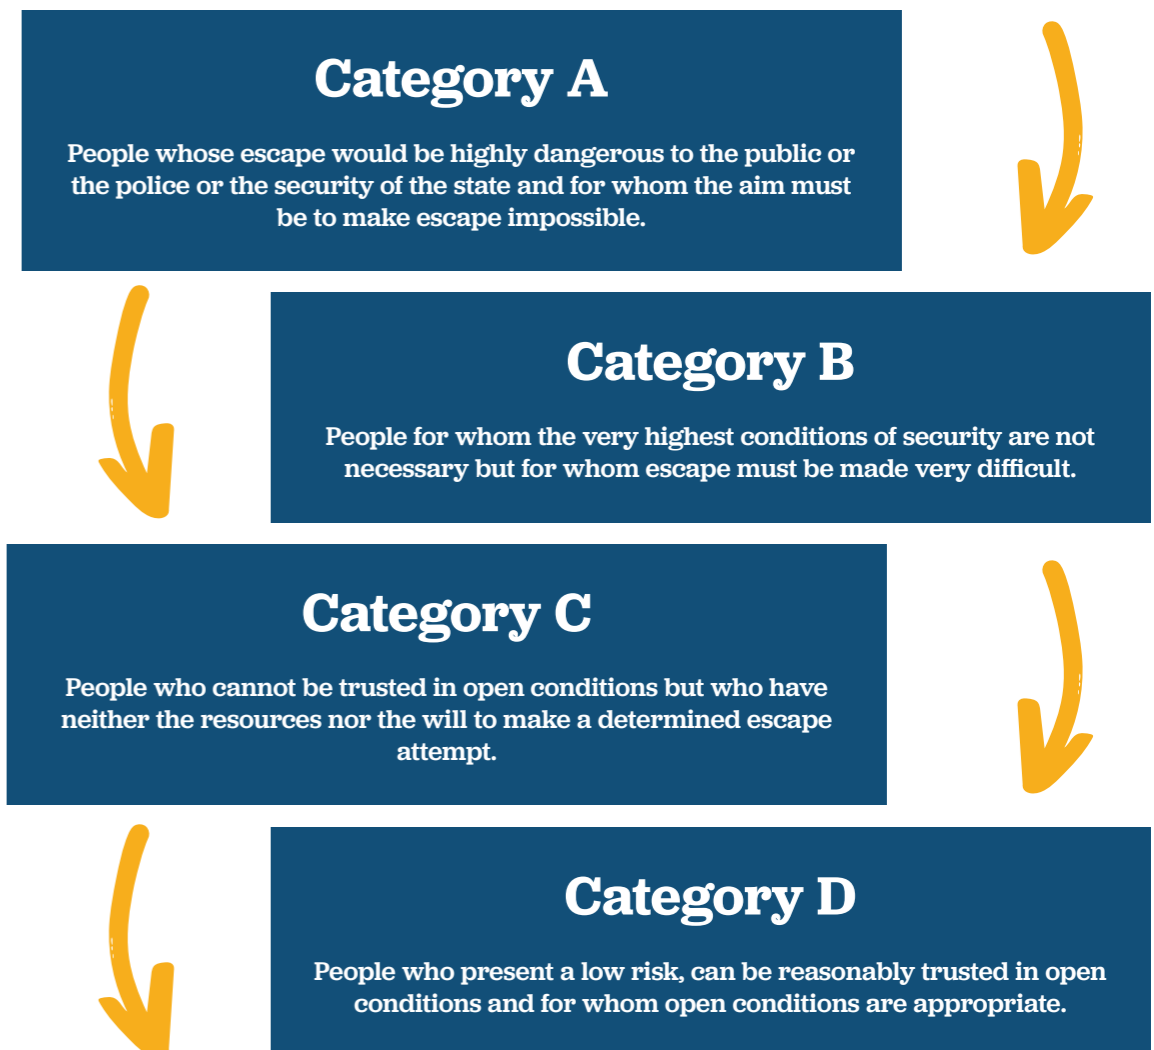 Category A
People whose escape would be highly dangerous to the public or
the police or the security of the state and for whom the aim must
be to make escape impossible.
Category B
People for whom the very highest conditions of security are not
necessary but for whom escape must be made very difficult.
Category C
People who cannot be trusted in open conditions but who have
neither the resources nor the will to make a determined escape
attempt.
Category D
People who present a low risk, can be reasonably trusted in open
conditions and for whom open conditions are appropriate.